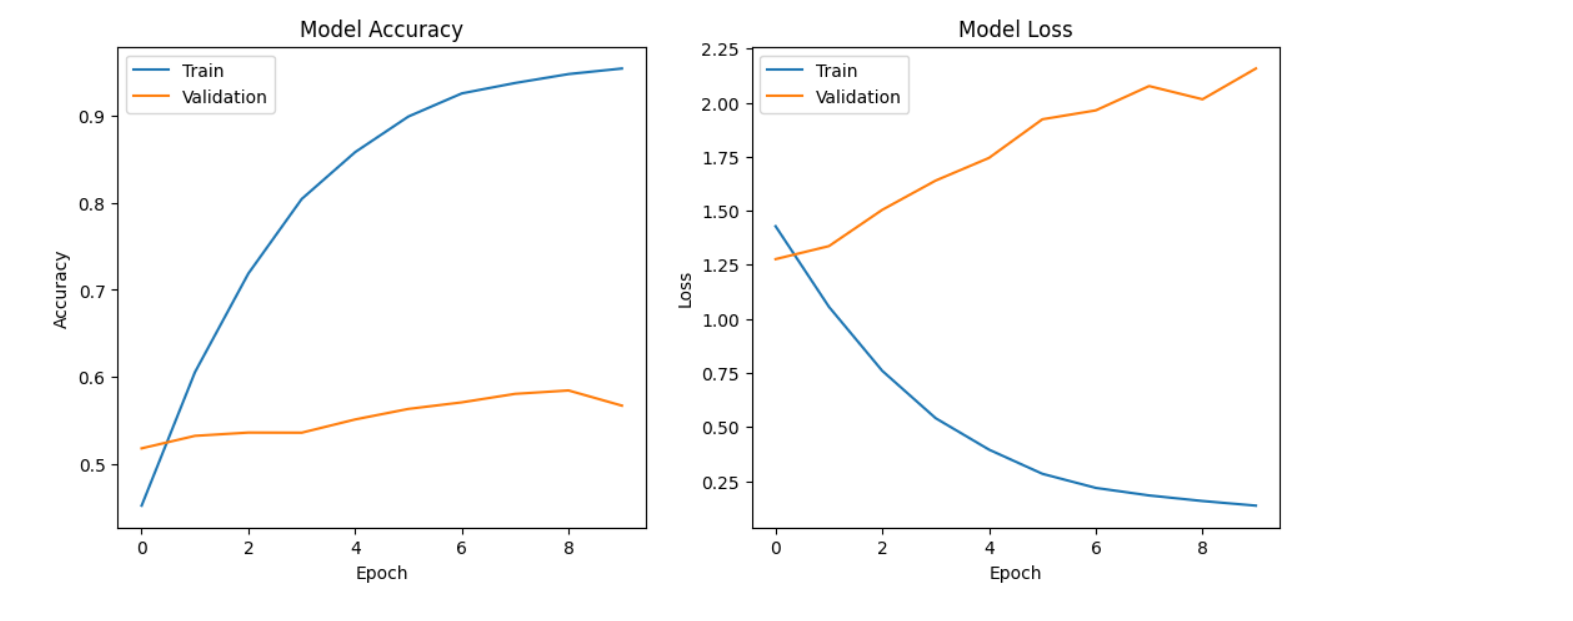 Model Accuracy
Train
Validation
0.9
0.8
0.7
0.6
0.5
Accuracy
0 2 4 6 8
Epoch
Model Loss
Train
Validation
2.25
2.00
1.75
1.50
1.25
1.00
0.75
0.50
0.25
Loss
0 2 4 6 8
Epoch